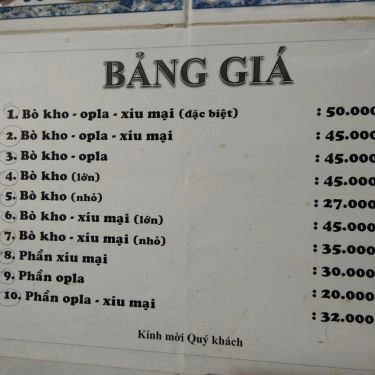 BẢNG GIÁ
1. Bò kho - opla - xíu mại (đặc biệt) : 50.000
2. Bò kho - opla - xíu mại : 45.000
3. Bò kho - opla : 45.000
4. Bò kho (lớn) : 45.000
5. Bò kho (nhỏ) : 27.000
6. Bò kho - xíu mại (lớn) : 45.000
7. Bò kho - xíu mại (nhỏ) : 35.000
8. Phần xíu mại : 30.000
9. Phần opla : 20.000
10. Phần opla - xíu mại : 32.000
Kính mời Quý khách